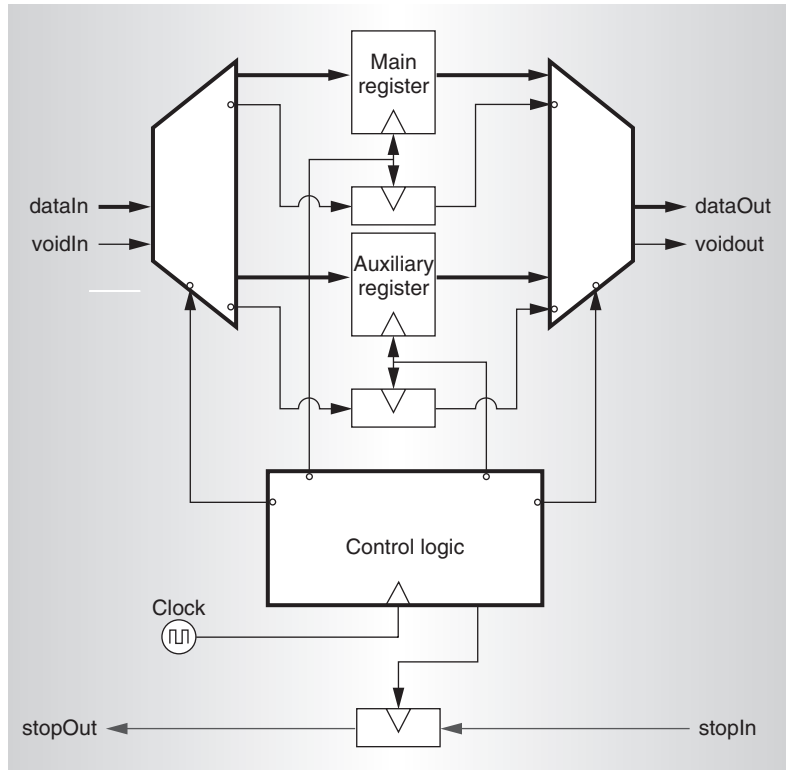 Main
register
dataIn
voidIn
dataOut
voidout
Auxiliary
register
Control logic
Clock
stopOut
stopIn